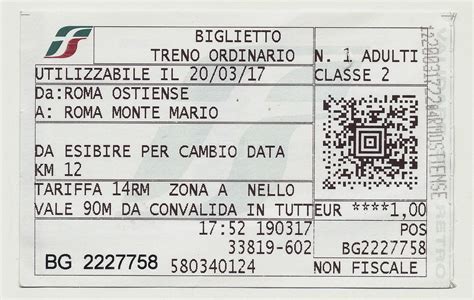 BIGLIETTO
TRENO ORDINARIO
N. 1 ADULTI
UTILIZZABILE IL 20/03/17
CLASSE 2
Da:ROMA OSTIENSE
A: ROMA MONTE MARIO
DA ESIBIRE PER CAMBIO DATA
KM 12
TARIFFA 14RM ZONA A NELLO
VALE 90M DA CONVALIDA IN TUTT
EUR ****1,00
17:52 190317
POS
33819-602
BG2227758
BG 2227758
580340124
NON FISCALE